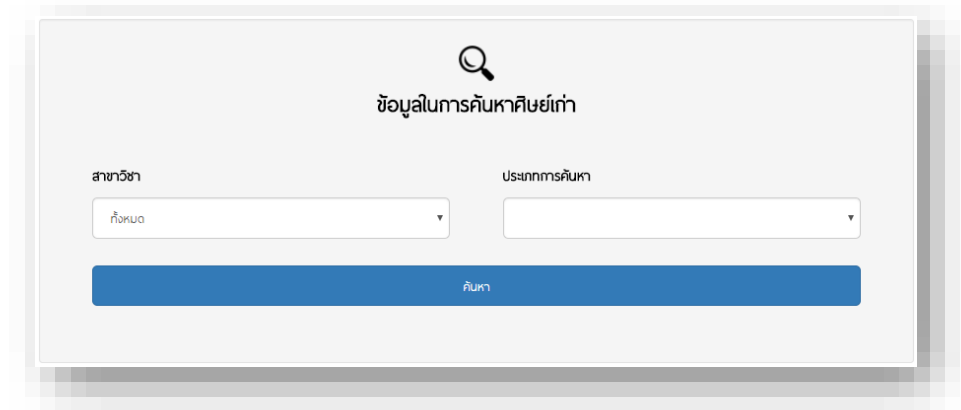 ข้อมูลในการค้นหาศิษย์เก่า
สาขาวิชา
ประเภทการค้นหา
ทั้งหมด
ค้นหา